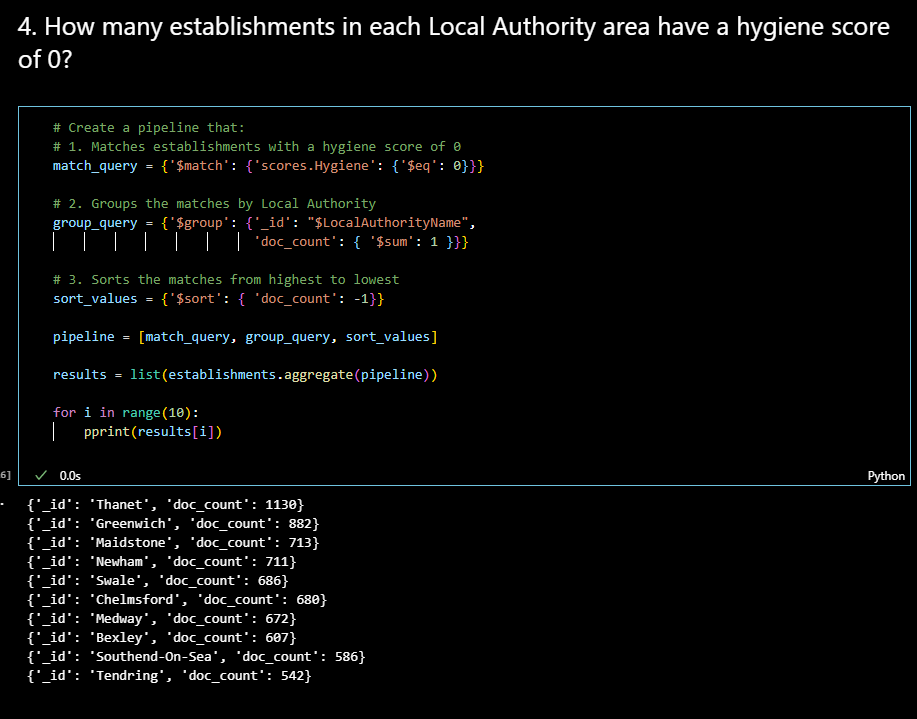 4. How many establishments in each Local Authority area have a hygiene score
of 0?
# Create a pipeline that:
# 1. Matches establishments with a hygiene score of 0
match_query = {'$match': {'scores.Hygiene': {'$eq': 0}}}
# 2. Groups the matches by Local Authority
group_query = {'$group': {'_id': "$LocalAuthorityName",
'doc_count': { '$sum': 1 }}}
# 3. Sorts the matches from highest to lowest
sort_values = {'$sort': { 'doc_count': -1}}
pipeline = [match_query, group_query, sort_values]
results = list(establishments.aggregate(pipeline))
for i in range(10):
pprint(results[i])
6]
0.0s
Python
{'_id': 'Thanet', 'doc_count': 1130}
{'_id': 'Greenwich', 'doc_count': 882}
{'_id': 'Maidstone', 'doc_count': 713}
{'_id': 'Newham', 'doc_count': 711}
{'_id': 'Swale', 'doc_count': 686}
{'_id': 'Chelmsford', 'doc_count': 680}
{'_id': 'Medway', 'doc_count': 672}
{'_id': 'Bexley', 'doc_count': 607}
{'_id': 'Southend-On-Sea', 'doc_count': 586}
{'_id': 'Tendring', 'doc_count': 542}